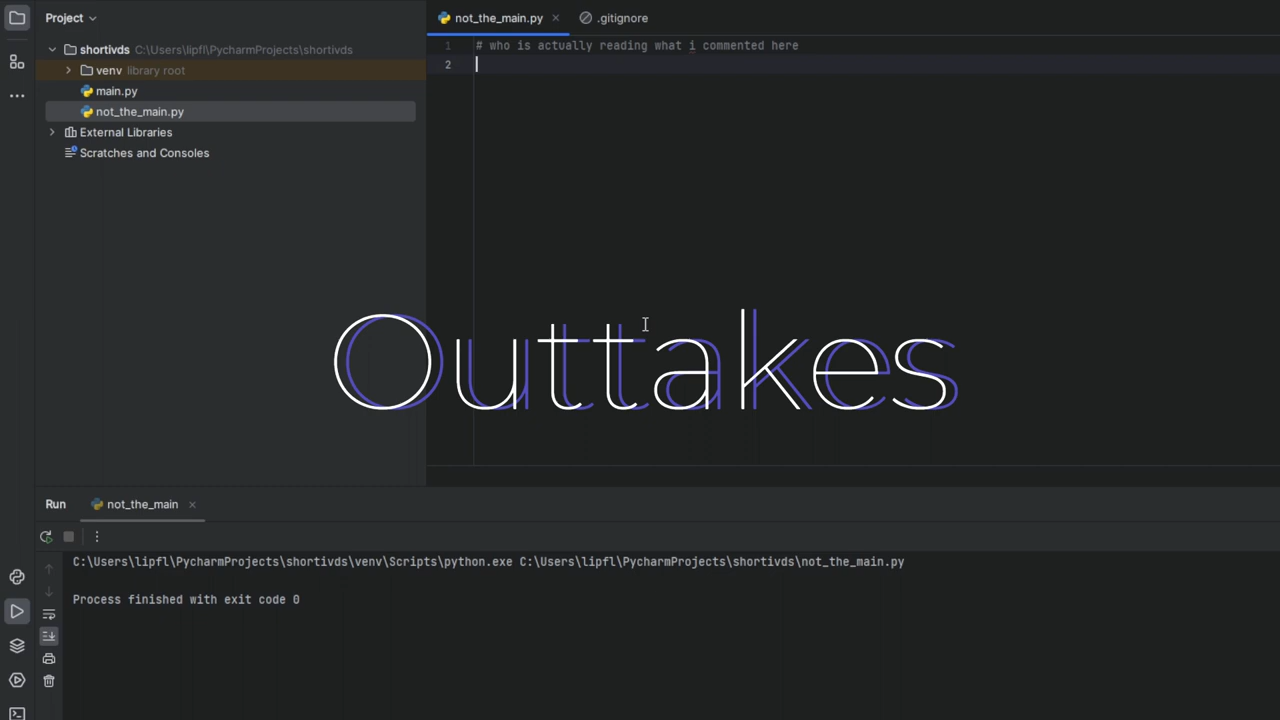 Project
not_the_main.py
.gitignore
shortivds C:\Users\lipfl\PycharmProjects\shortivds
venv library root
main.py
not_the_main.py
External Libraries
Scratches and Consoles
1 # who is actually reading what i commented here
2
Outtakes
Run not_the_main
C:\Users\lipfl\PycharmProjects\shortivds\venv\Scripts\python.exe C:\Users\lipfl\PycharmProjects\shortivds\not_the_main.py
Process finished with exit code 0